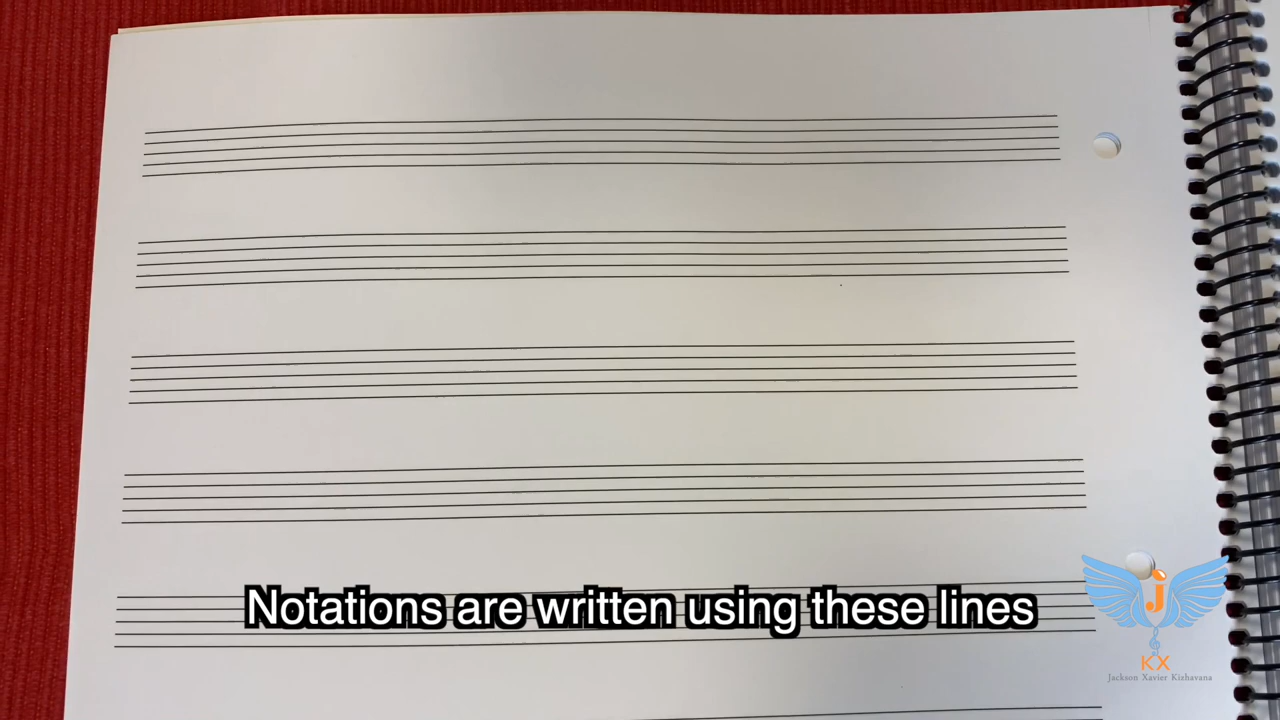 Notations are written using these lines
J
KX
Jackson Xavier Kizhavana